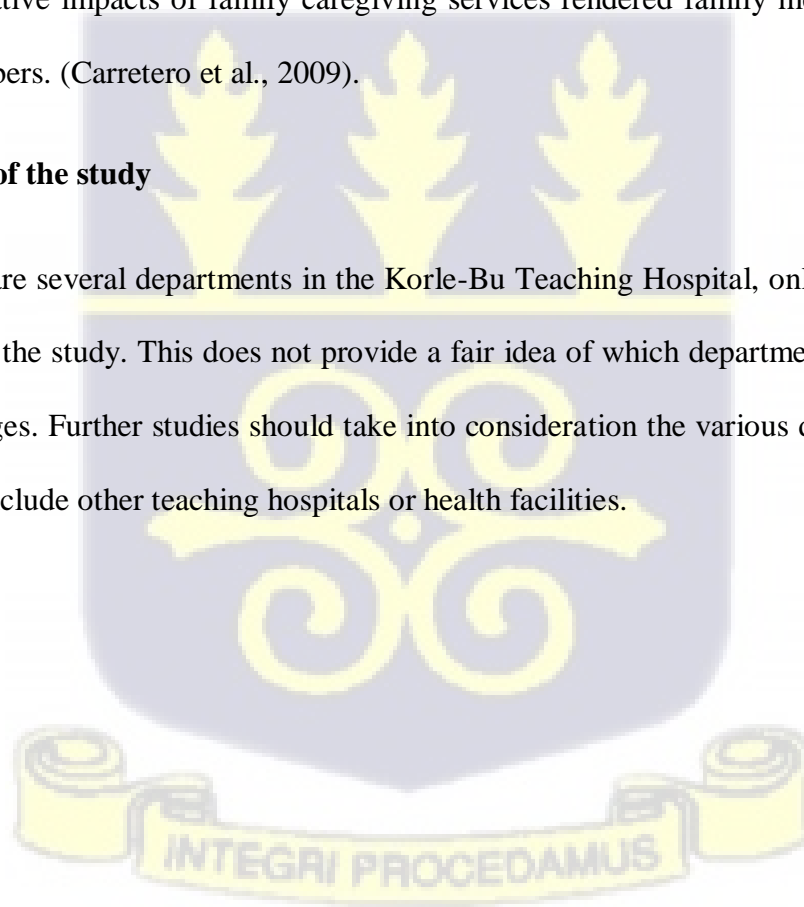 ative impacts of family caregiving services rendered family me
bers. (Carretero et al., 2009).
of the study
are several departments in the Korle-Bu Teaching Hospital, onl
the study. This does not provide a fair idea of which departme
ges. Further studies should take into consideration the various d
clude other teaching hospitals or health facilities.
INTEGRI PROCEDAMUS